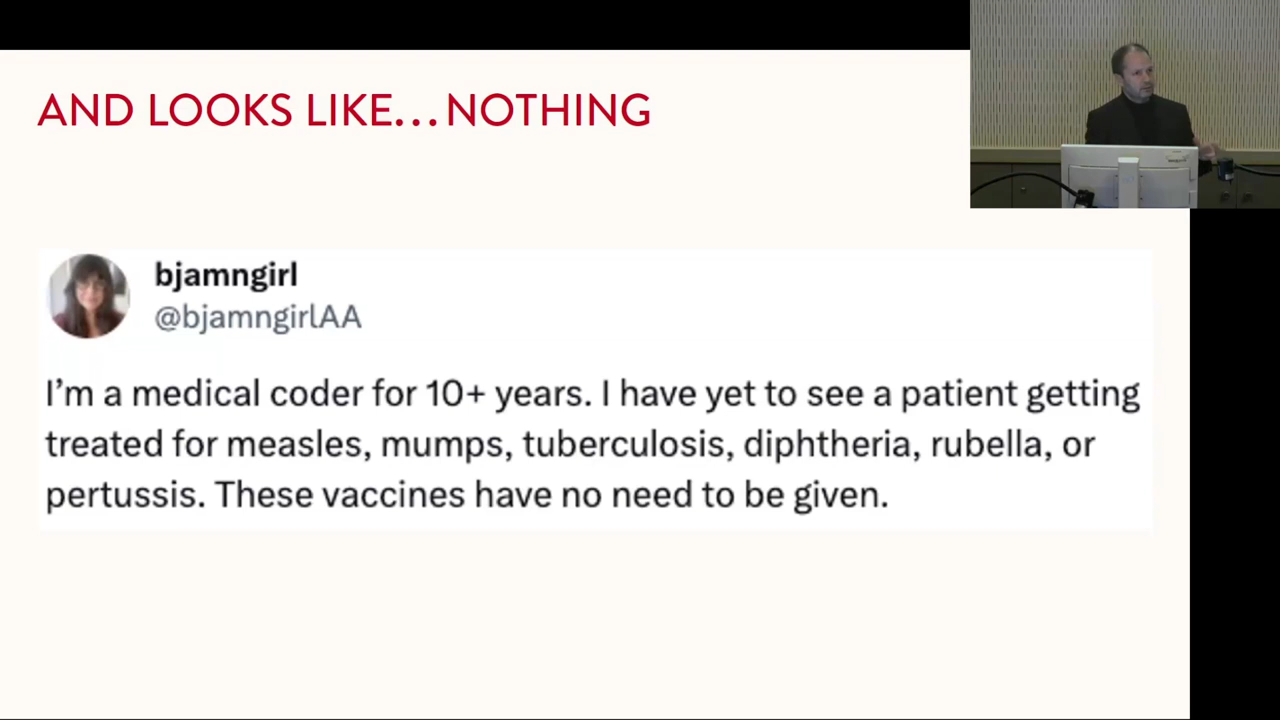 AND LOOKS LIKE...NOTHING
bjamngirl
@bjamngirlAA
I'm a medical coder for 10+ years. I have yet to see a patient getting
treated for measles, mumps, tuberculosis, diphtheria, rubella, or
pertussis. These vaccines have no need to be given.